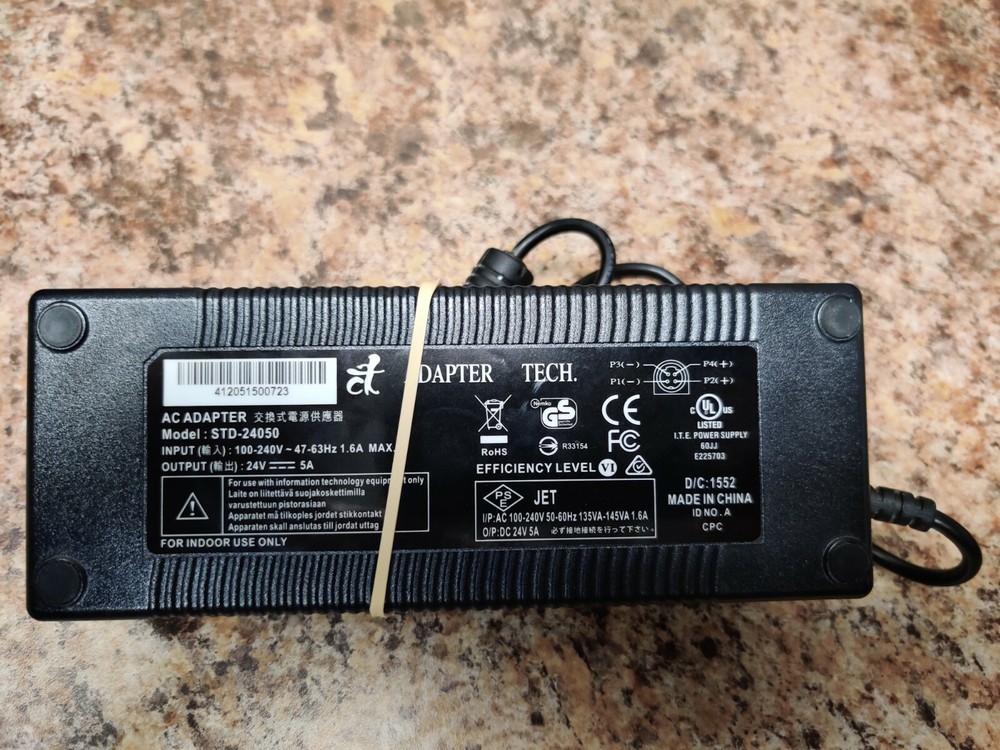 412051500723
ADAPTER TECH.
P3(−) P4(+)
P1(−) P2(+)
AC ADAPTER 交換式電源供應器
Model : STD-24050
INPUT (輸入) : 100-240V ~ 47-63Hz 1.6A MAX.
OUTPUT (輸出) : 24V 5A
For use with information technology equipment only
Laite on liitettävä suojakoskettimilla
varustettuun pistorasiaan
Apparatet må tilkoples jordet stikkontakt
Apparaten skall anslutas till jordat uttag
FOR INDOOR USE ONLY
RoHS
Nemko
GS
R33154
CE
FC
EFFICIENCY LEVEL VI
PS
E
JET
I/P:AC 100-240V 50-60Hz 135VA-145VA 1.6A
O/P:DC 24V 5A 必ず接地接続を行って下さい。
C UL US
LISTED
I.T.E. POWER SUPPLY
60JJ
E225703
D/C:1552
MADE IN CHINA
ID NO. A
CPC